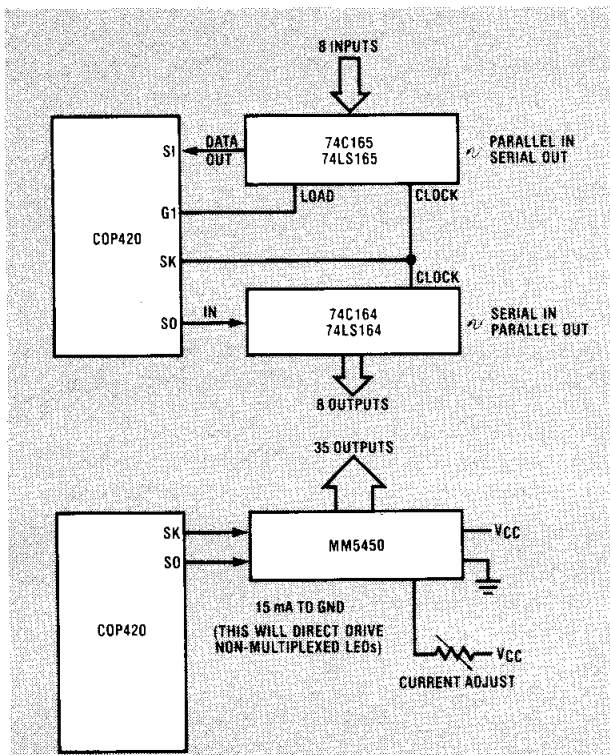 8 INPUTS
SI
DATA
OUT
74C165
74LS165
PARALLEL IN
SERIAL OUT
LOAD
CLOCK
G1
COP420
SK
CLOCK
SO
IN
74C164
74LS164
SERIAL IN
PARALLEL OUT
8 OUTPUTS
35 OUTPUTS
SK
MM5450
VCC
SO
COP420
15 mA TO GND
(THIS WILL DIRECT DRIVE
NON-MULTIPLEXED LEDs)
VCC
CURRENT ADJUST